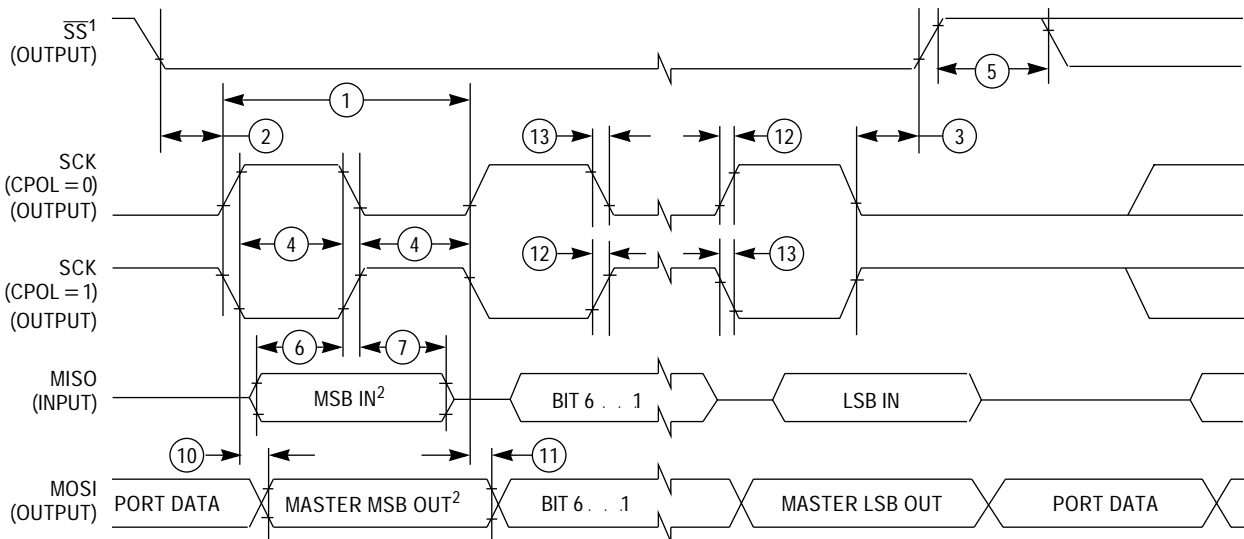 SS1
(OUTPUT)
5
1
2
13
12
3
SCK
(CPOL = 0)
(OUTPUT)
4
4
12
13
SCK
(CPOL = 1)
(OUTPUT)
6
7
MISO
(INPUT)
MSB IN2
BIT 6 . . .1
LSB IN
10
11
MOSI
(OUTPUT)
PORT DATA
MASTER MSB OUT2
BIT 6 . . .1
MASTER LSB OUT
PORT DATA